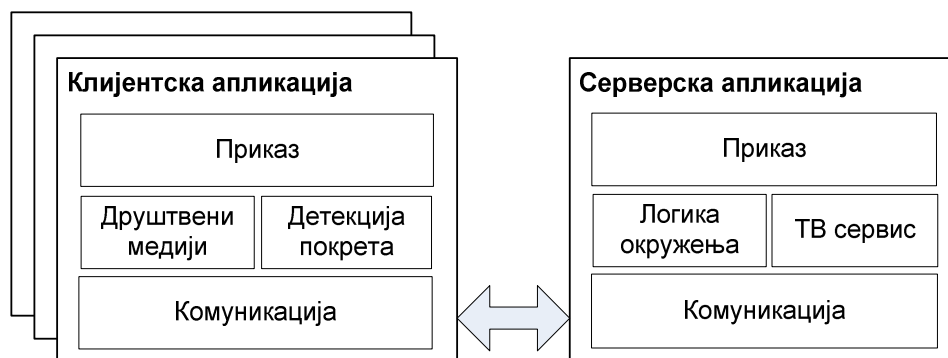 Клијентска апликација
Приказ
Друштвени
медији
Детекција
покрета
Комуникација
Серверска апликација
Приказ
Логика
окружења
ТВ сервис
Комуникација